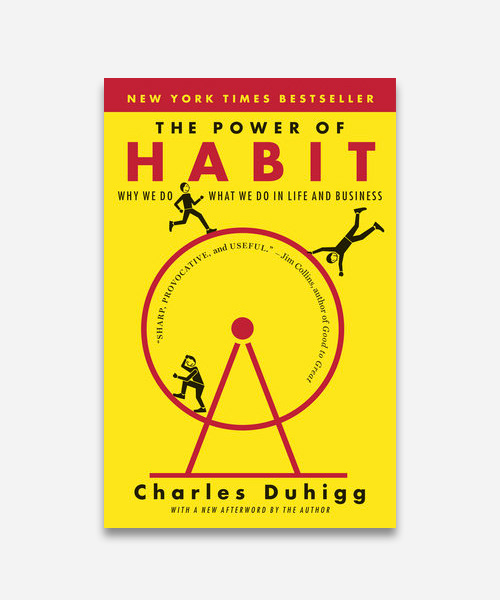 NEW YORK TIMES BESTSELLER
THE POWER OF
HABIT
WHY WE DO WHAT WE DO IN LIFE AND BUSINESS
"SHARP, PROVOCATIVE, and USEFUL." –Jim Collins, author of Good to Great
Charles Duhigg
WITH A NEW AFTERWORD BY THE AUTHOR